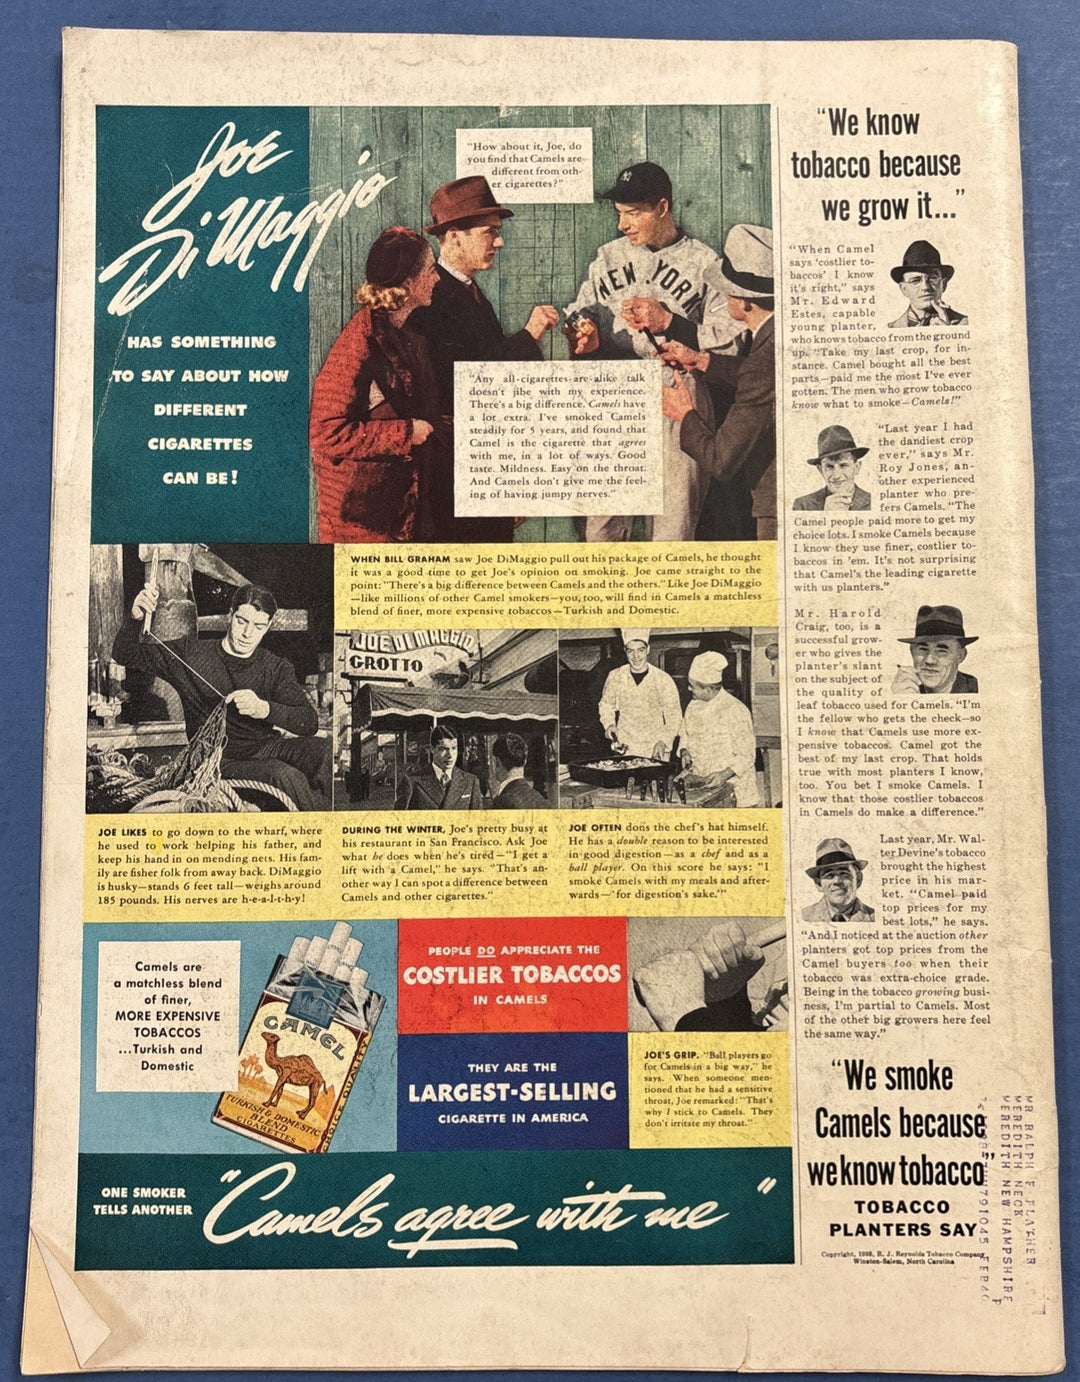 Joe
DiMaggio
HAS SOMETHING
TO SAY ABOUT HOW
DIFFERENT
CIGARETTES
CAN BE!
"How about it, Joe, do
you find that Camels are
different from oth-
er cigarettes?"
NEW YORK
"Any all-cigarettes-are-alike talk
doesn't jibe with my experience.
There's a big difference. Camels have
a lot extra. I've smoked Camels
steadily for 5 years, and found that
Camel is the cigarette that agrees
with me, in a lot of ways. Good
taste. Mildness. Easy on the throat.
And Camels don't give me the feel-
ing of having jumpy nerves."
WHEN BILL GRAHAM saw Joe DiMaggio pull out his package of Camels, he thought
it was a good time to get Joe's opinion on smoking. Joe came straight to the
point: "There's a big difference between Camels and the others." Like Joe DiMaggio
—like millions of other Camel smokers—you, too, will find in Camels a matchless
blend of finer, more expensive tobaccos—Turkish and Domestic.
JOE DI MAGGIO
GROTTO
JOE LIKES to go down to the wharf, where
he used to work helping his father, and
keep his hand in on mending nets. His fam-
ily are fisher folk from away back. DiMaggio
is husky—stands 6 feet tall—weighs around
185 pounds. His nerves are h-e-a-l-t-h-y!
DURING THE WINTER, Joe's pretty busy at
his restaurant in San Francisco. Ask Joe
what he does when he's tired—"I get a
lift with a Camel," he says. "That's an-
other way I can spot a difference between
Camels and other cigarettes."
JOE OFTEN dons the chef's hat himself.
He has a double reason to be interested
in good digestion—as a chef and as a
ball player. On this score he says: "I
smoke Camels with my meals and after-
wards—'for digestion's sake.'"
Camels are
a matchless blend
of finer,
MORE EXPENSIVE
TOBACCOS
...Turkish and
Domestic
CAMEL
TURKISH & DOMESTIC
BLEND
CIGARETTES
CHOICE QUALITY
PEOPLE DO APPRECIATE THE
COSTLIER TOBACCOS
IN CAMELS
THEY ARE THE
LARGEST-SELLING
CIGARETTE IN AMERICA
JOE'S GRIP. "Ball players go
for Camels in a big way," he
says. When someone men-
tioned that he had a sensitive
throat, Joe remarked: "That's
why I stick to Camels. They
don't irritate my throat."
ONE SMOKER
TELLS ANOTHER
"Camels agree with me"
"We know
tobacco because
we grow it..."
"When Camel
says 'costlier to-
baccos' I know
it's right," says
Mr. Edward
Estes, capable
young planter,
who knows tobacco from the ground
up. "Take my last crop, for in-
stance. Camel bought all the best
parts—paid me the most I've ever
gotten. The men who grow tobacco
know what to smoke—Camels!"
"Last year I had
the dandiest crop
ever," says Mr.
Roy Jones, an-
other experienced
planter who pre-
fers Camels. "The
Camel people paid more to get my
choice lots. I smoke Camels because
I know they use finer, costlier to-
baccos in 'em. It's not surprising
that Camel's the leading cigarette
with us planters."
Mr. Harold
Craig, too, is a
successful grow-
er who gives the
planter's slant
on the subject of
the quality of
leaf tobacco used for Camels. "I'm
the fellow who gets the check—so
I know that Camels use more ex-
pensive tobaccos. Camel got the
best of my last crop. That holds
true with most planters I know,
too. You bet I smoke Camels. I
know that those costlier tobaccos
in Camels do make a difference."
Last year, Mr. Wal-
ter Devine's tobacco
brought the highest
price in his mar-
ket. "Camel paid
top prices for my
best lots," he says.
"And I noticed at the auction other
planters got top prices from the
Camel buyers too when their
tobacco was extra-choice grade.
Being in the tobacco growing busi-
ness, I'm partial to Camels. Most
of the other big growers here feel
the same way."
"We smoke
Camels because
we know tobacco"
TOBACCO
PLANTERS SAY
Copyright, 1938, R. J. Reynolds Tobacco Company,
Winston-Salem, North Carolina
MR RALPH F FLATHER
MEREDITH NECK
MEREDITH NEW HAMPSHIRE
791045 FEB40